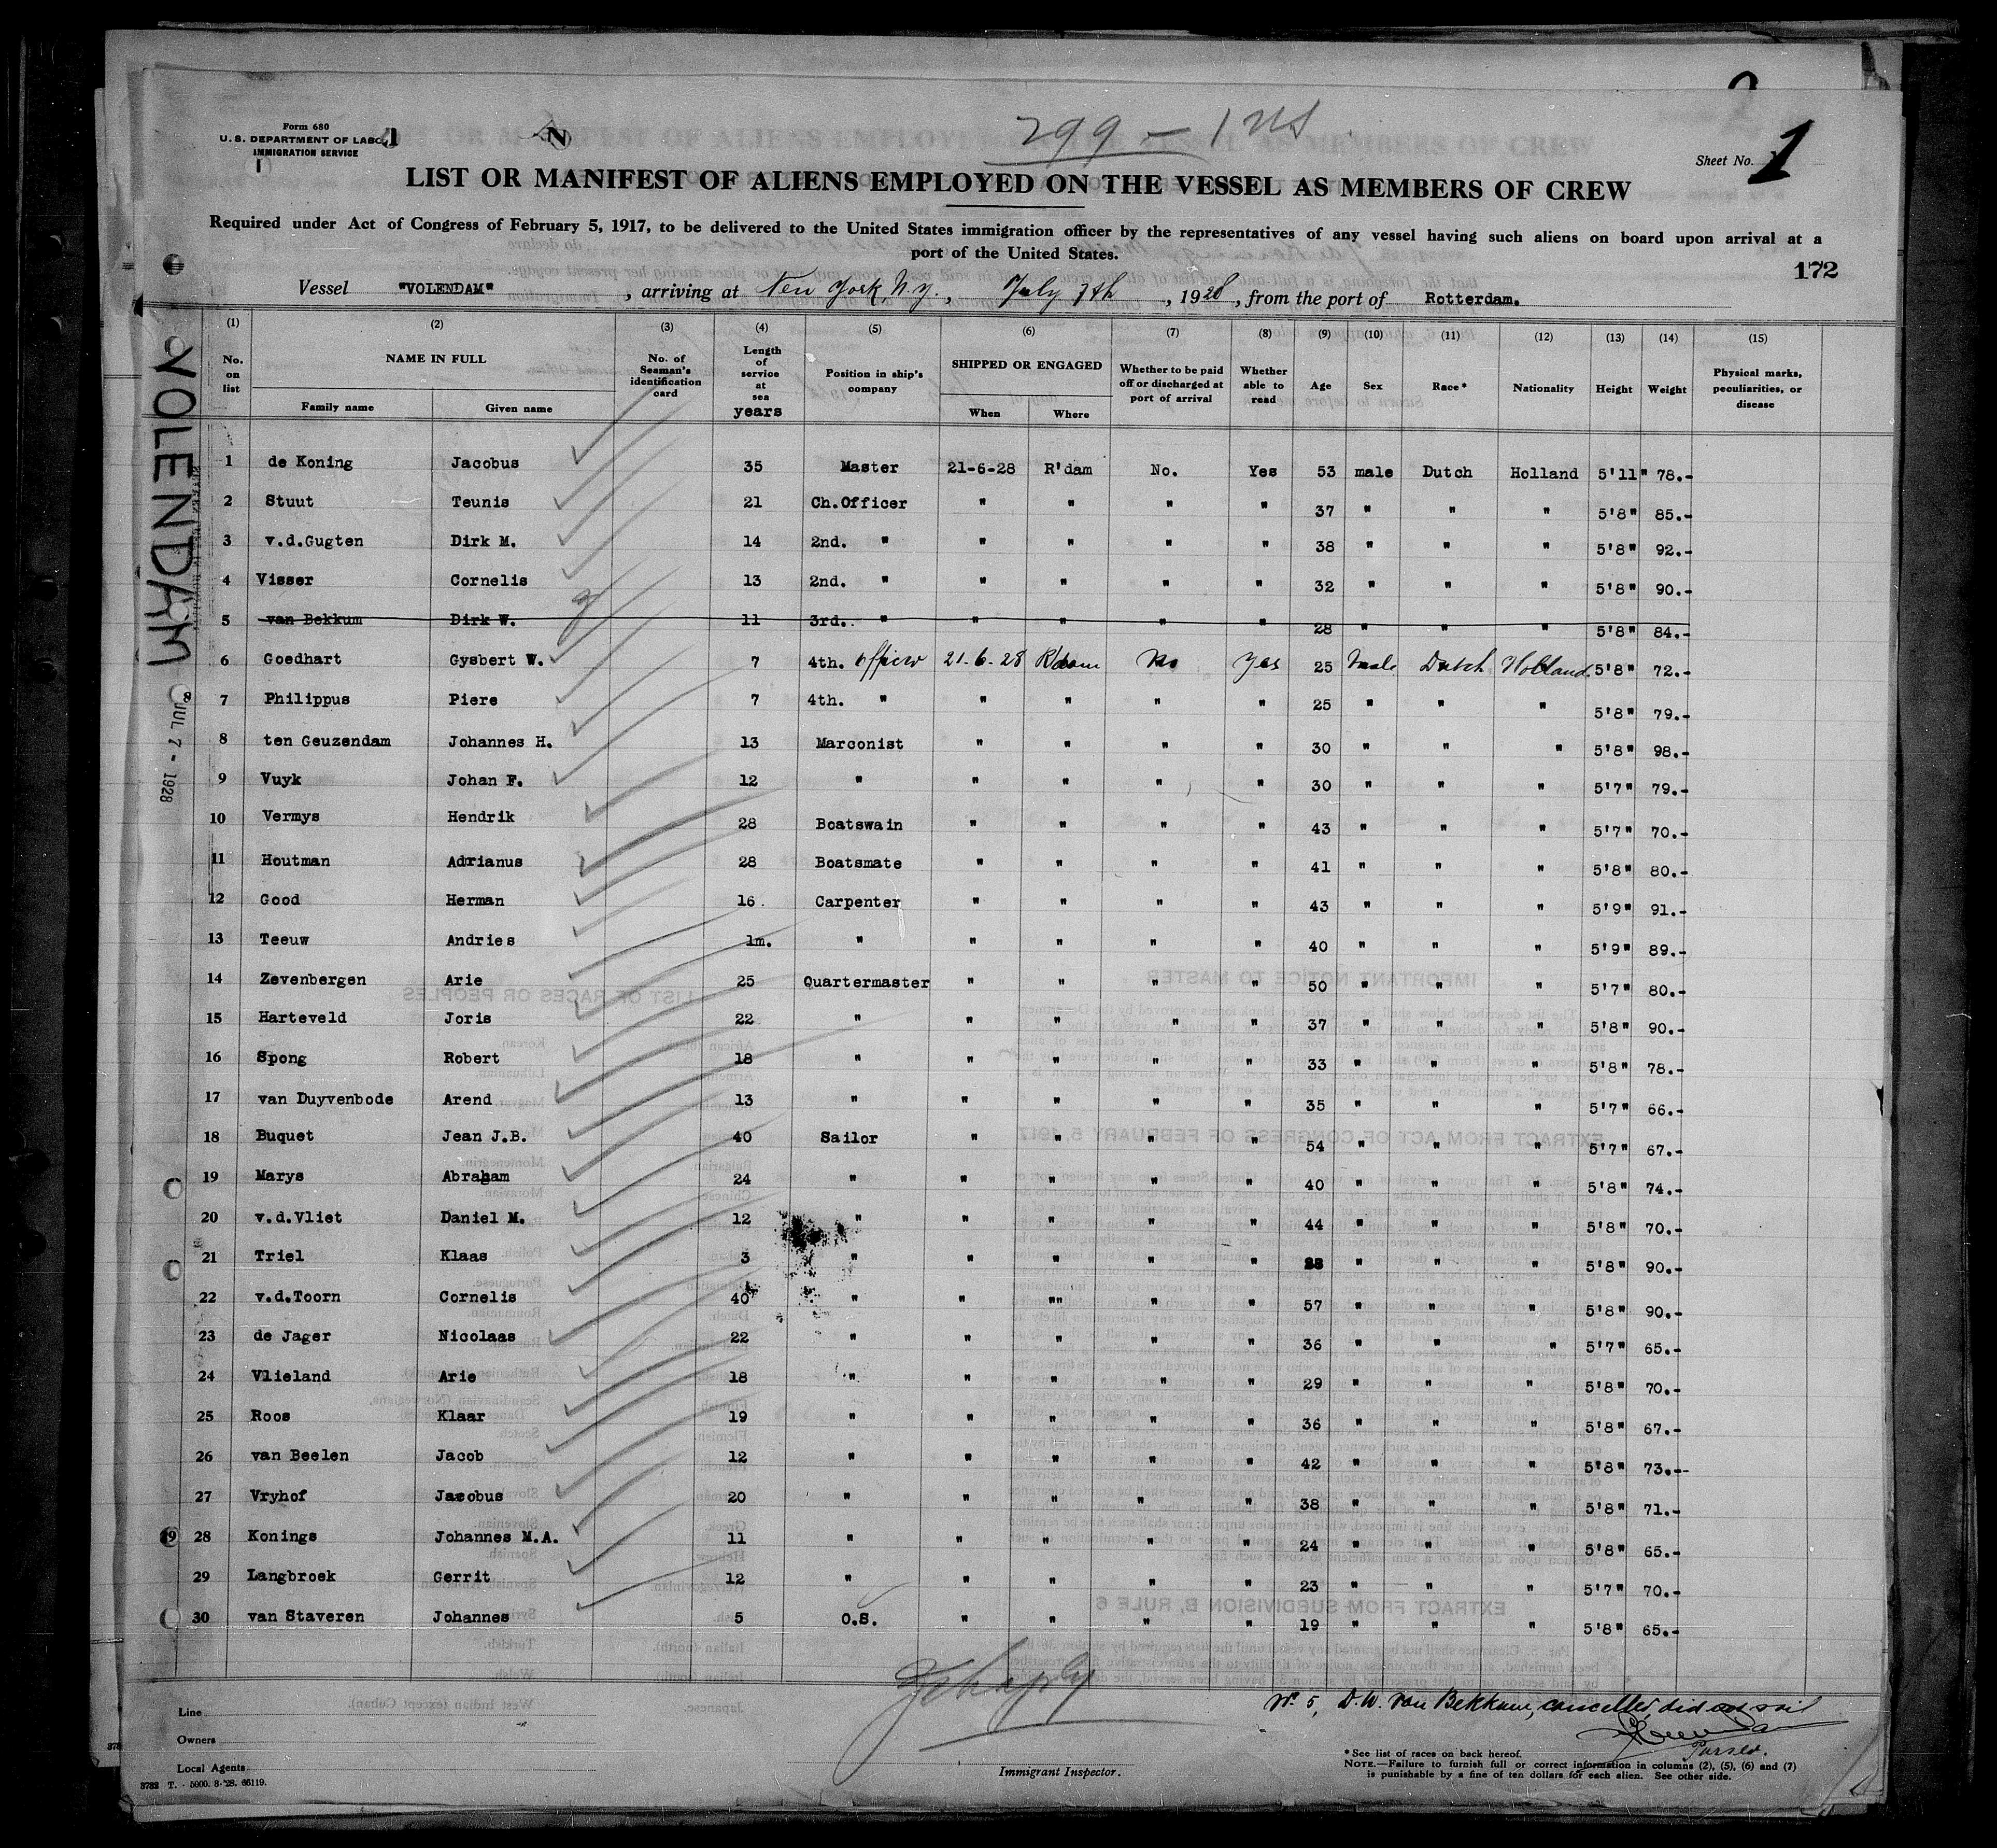 Form 680
U. S. DEPARTMENT OF LABOR
IMMIGRATION SERVICE
299 - 1
Sheet No. 1
LIST OR MANIFEST OF ALIENS EMPLOYED ON THE VESSEL AS MEMBERS OF CREW
Required under Act of Congress of February 5, 1917, to be delivered to the United States immigration officer by the representatives of any vessel having such aliens on board upon arrival at a
port of the United States.
172
Vessel "VOLENDAM", arriving at New York, N.y., July 7th, 1928, from the port of Rotterdam.
(1) (2) (3) (4) (5) (6) (7) (8) (9) (10) (11) (12) (13) (14) (15)
No. on list NAME IN FULL Family name Given name No. of Seaman's identification card Length of service at sea years Position in ship's company SHIPPED OR ENGAGED When Where Whether to be paid off or discharged at port of arrival Whether able to read Age Sex Race* Nationality Height Weight Physical marks, peculiarities, or disease
1 de Koning Jacobus 35 Master 21-6-28 R'dam No. Yes 53 male Dutch Holland 5'11" 78.-
2 Stuut Teunis 21 Ch.Officer " " " " 37 " " " 5'8" 85.-
3 v.d.Gugten Dirk M. 14 2nd. " " " " " 38 " " " 5'8" 92.-
4 Visser Cornelis 13 2nd. " " " " " 32 " " " 5'8" 90.-
5 van Bekkum Dirk W. 11 3rd. " " " " " 28 " " " 5'8" 84.-
6 Goedhart Gysbert W. 7 4th. officer 21-6-28 R'dam No Yes 25 Male Dutch Holland 5'8" 72.-
7 Philippus Piere 7 4th. " " " " " 25 " " " 5'8" 79.-
8 ten Geuzendam Johannes H. 13 Marconist " " " " 30 " " " 5'8" 98.-
9 Vuyk Johan F. 12 " " " " " 30 " " " 5'7" 79.-
10 Vermys Hendrik 28 Boatswain " " " " 43 " " " 5'7" 70.-
11 Houtman Adrianus 28 Boatsmate " " " " 41 " " " 5'8" 80.-
12 Good Herman 16 Carpenter " " " " 43 " " " 5'9" 91.-
13 Teeuw Andries 1m. " " " " " 40 " " " 5'9" 89.-
14 Zevenbergen Arie 25 Quartermaster " " " " 50 " " " 5'7" 80.-
15 Harteveld Joris 22 " " " " " 37 " " " 5'8" 90.-
16 Spong Robert 18 " " " " " 33 " " " 5'8" 78.-
17 van Duyvenbode Arend 13 " " " " " 35 " " " 5'7" 66.-
18 Buquet Jean J.B. 40 Sailor " " " " 54 " " " 5'7" 67.-
19 Marys Abraham 24 " " " " " 40 " " " 5'8" 74.-
20 v.d.Vliet Daniel M. 12 " " " " " 44 " " " 5'8" 70.-
21 Triel Klaas 3 " " " " " " " " 5'8" 90.-
22 v.d.Toorn Cornelis 40 " " "" " " 57 " " " 5'8" 90.-
23 de Jager Nicolaas 22 " " " " " 36 " " " 5'7" 65.-
24 Vlieland Arie 18 " " " " " 29 " " " 5'8" 70.-
25 Roos Klaar 19 " " " " " 36 " " " 5'8" 67.-
26 van Beelen Jacob 12 " " " " " 42 " " " 5'8" 73.--
27 Vryhof Jacobus 20 " " " " " 38 " " " 5'8" 71.-
28 Konings Johannes M.A. 11 " " " " " 24 " " " 5'8" 65.-
29 Langbroek Gerrit 12 " " " " " 23 " " " 5'7" 70.-
30 van Staveren Johannes 5 O.S. " " " " 19 " " " 5'8" 65.-
VOLENDAM
JUL 7 - 1928
No. 5, D.W. van Bekkum, cancelled, did not sail
Purser.
Line
Owners
Local Agents
Immigrant Inspector.
*See list of races on back hereof.
NOTE.—Failure to furnish full or correct information in columns (2), (5), (6) and (7)
is punishable by a fine of ten dollars for each alien. See other side.
3782 T. - 5000. 3-'28. 66119.